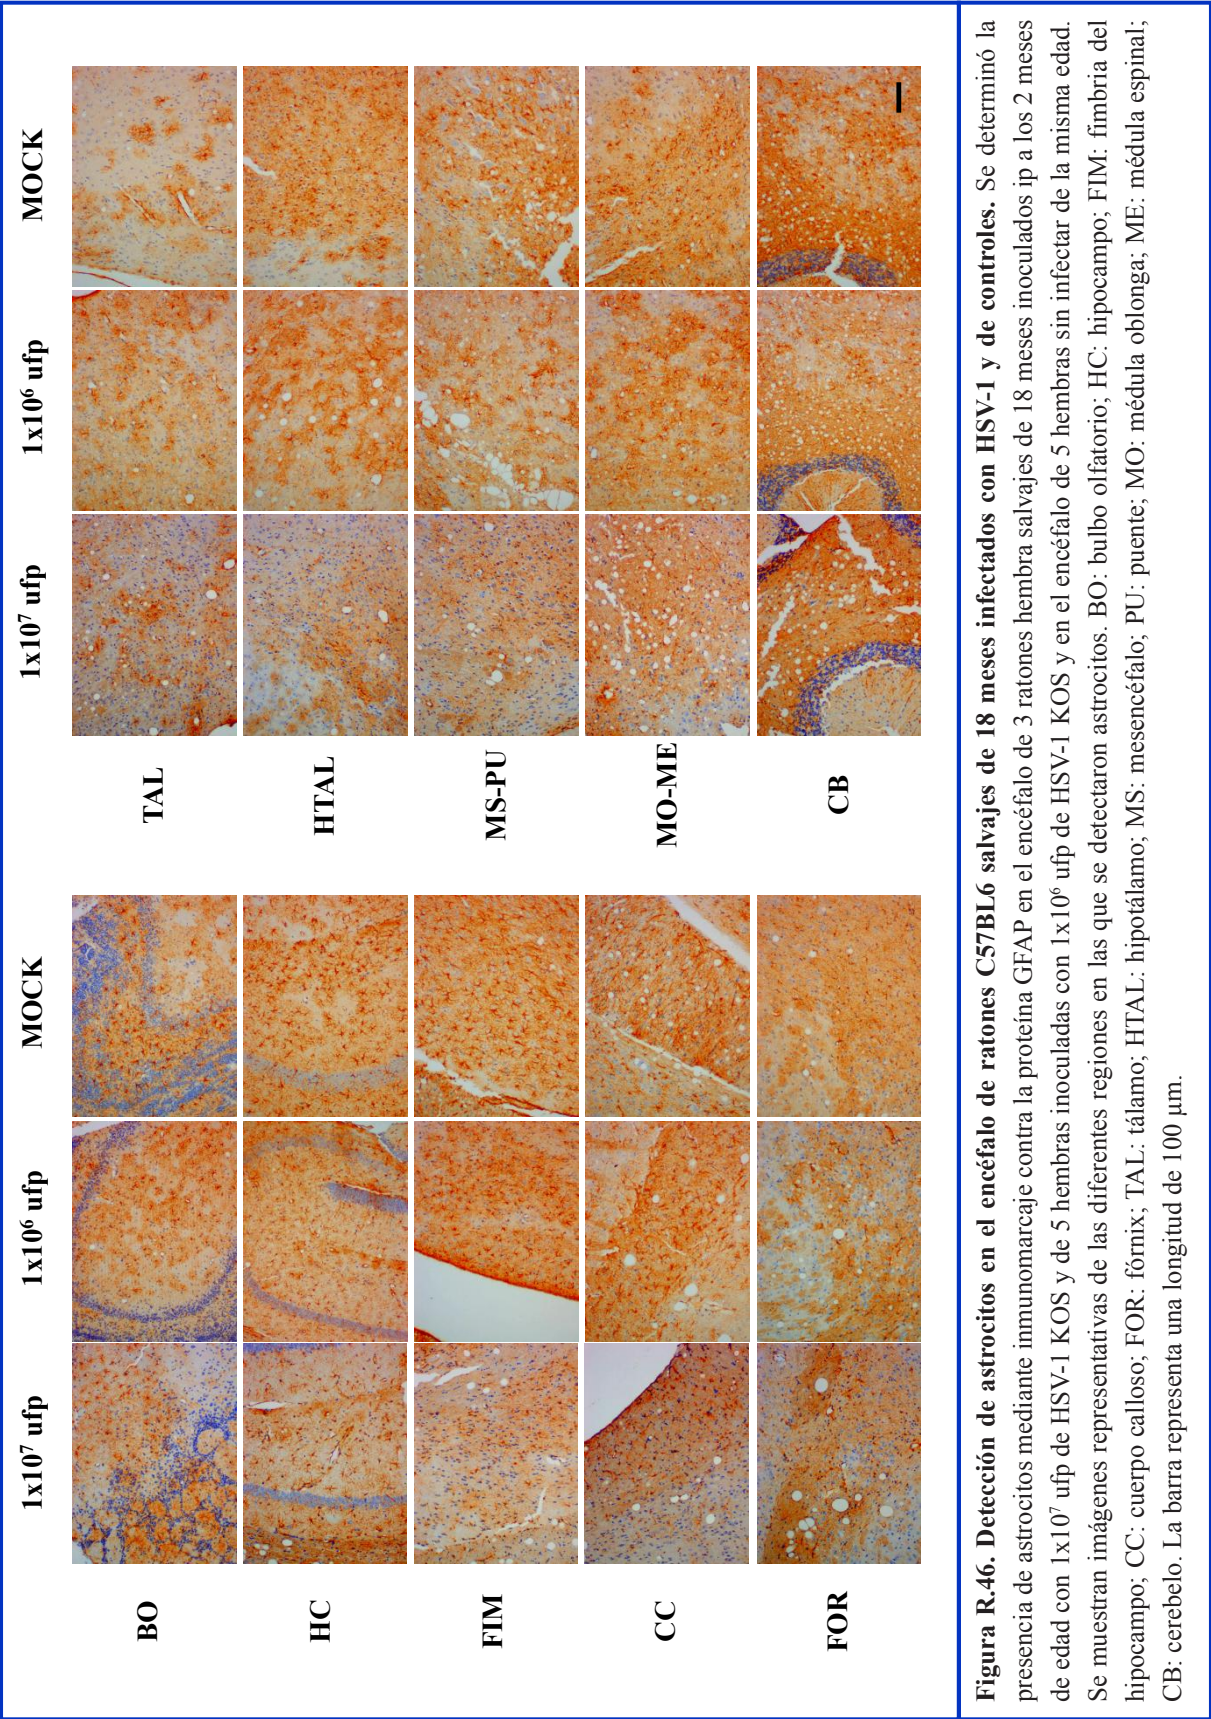 1x10⁷ ufp
1x10⁶ ufp
MOCK
BO
HC
FIM
CC
FOR
1x10⁷ ufp
1x10⁶ ufp
MOCK
TAL
HTAL
MS-PU
MO-ME
CB
Figura R.46. Detección de astrocitos en el encéfalo de ratones C57BL6 salvajes de 18 meses infectados con HSV-1 y de controles. Se determinó la
presencia de astrocitos mediante inmunomarcaje contra la proteína GFAP en el encéfalo de 3 ratones hembra salvajes de 18 meses inoculados ip a los 2 meses
de edad con 1x10⁷ ufp de HSV-1 KOS y de 5 hembras inoculadas con 1x10⁶ ufp de HSV-1 KOS y en el encéfalo de 5 hembras sin infectar de la misma edad.
Se muestran imágenes representativas de las diferentes regiones en las que se detectaron astrocitos. BO: bulbo olfatorio; HC: hipocampo; FIM: fimbria del
hipocampo; CC: cuerpo calloso; FOR: fórnix; TAL: tálamo; HTAL: hipotálamo; MS: mesencéfalo; PU: puente; MO: médula oblonga; ME: médula espinal;
CB: cerebelo. La barra representa una longitud de 100 µm.